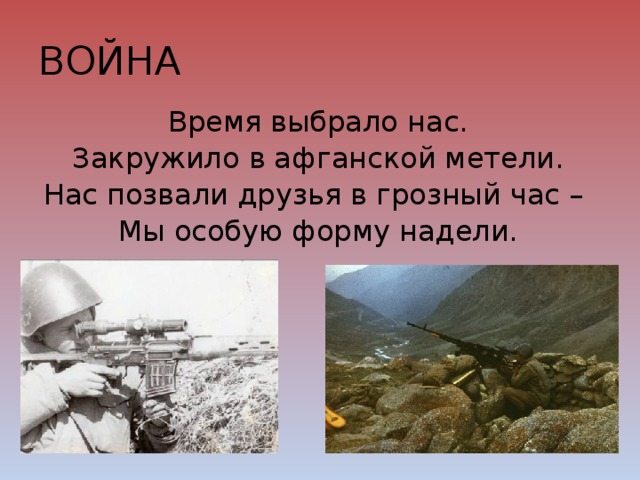 ВОЙНА
Время выбрало нас.
Закружило в афганской метели.
Нас позвали друзья в грозный час –
Мы особую форму надели.